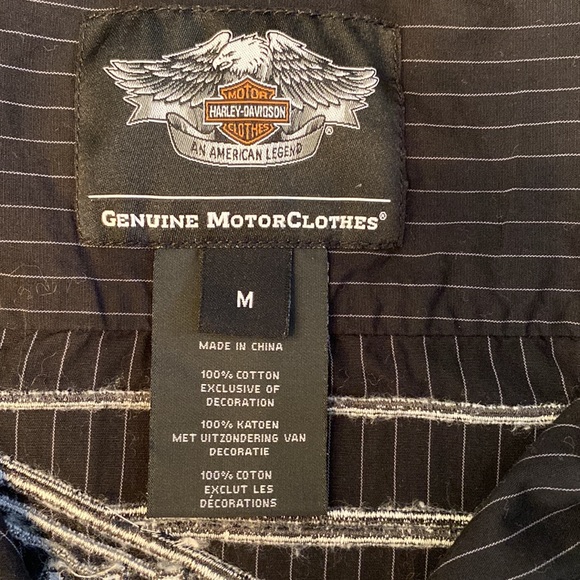 MOTOR
HARLEY-DAVIDSON
CLOTHES
®
AN AMERICAN LEGEND
GENUINE MOTORCLOTHES®
M
MADE IN CHINA
100% COTTON
EXCLUSIVE OF
DECORATION
100% KATOEN
MET UITZONDERING VAN
DECORATIE
100% COTON
EXCLUT LES
DÉCORATIONS